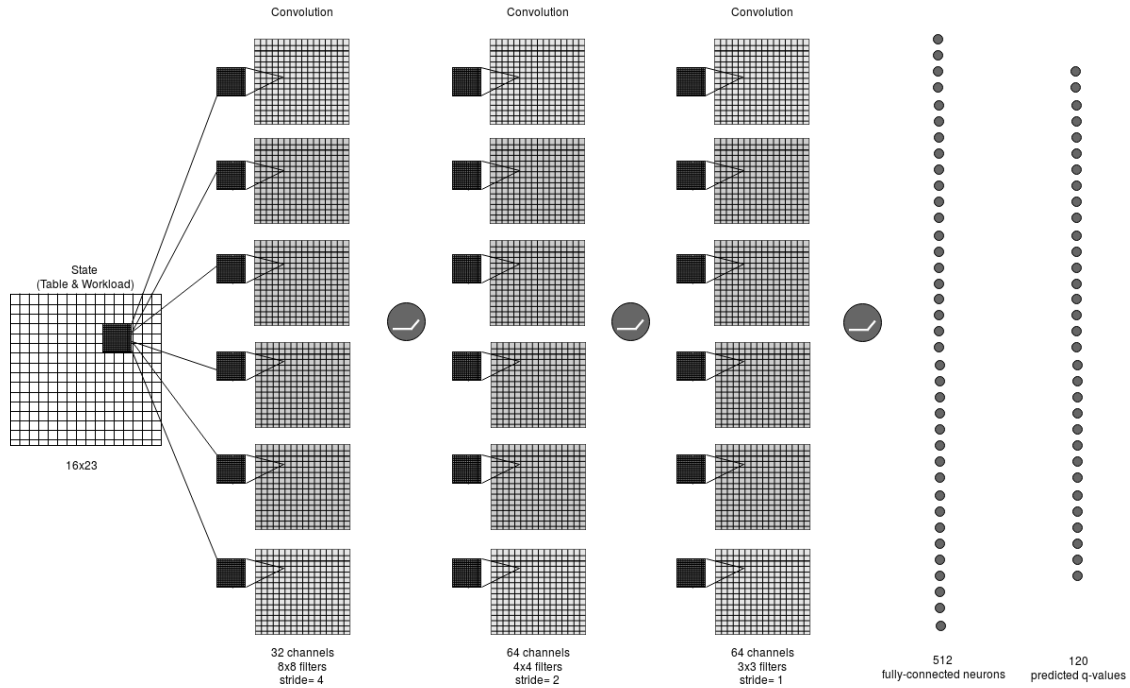 Convolution
Convolution
Convolution
State
(Table & Workload)
16x23
32 channels
8x8 filters
stride= 4
64 channels
4x4 filters
stride= 2
64 channels
3x3 filters
stride= 1
512
fully-connected neurons
120
predicted q-values